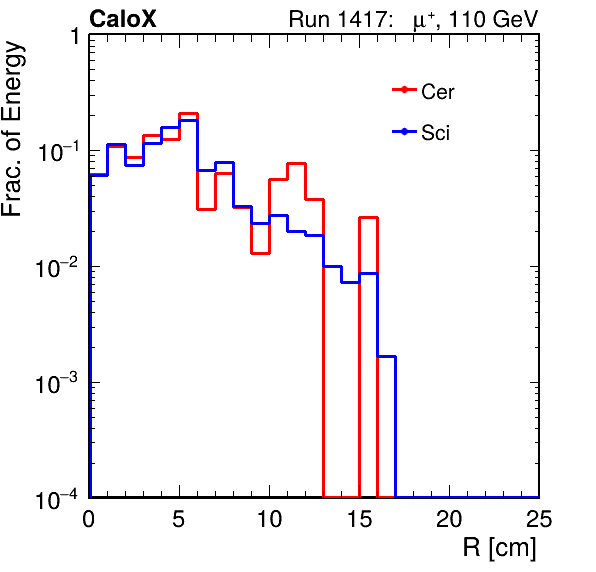 CaloX Run 1417: μ⁺, 110 GeV
Frac. of Energy
1
10⁻¹
10⁻²
10⁻³
10⁻⁴
Cer
Sci
0 5 10 15 20 25
R [cm]